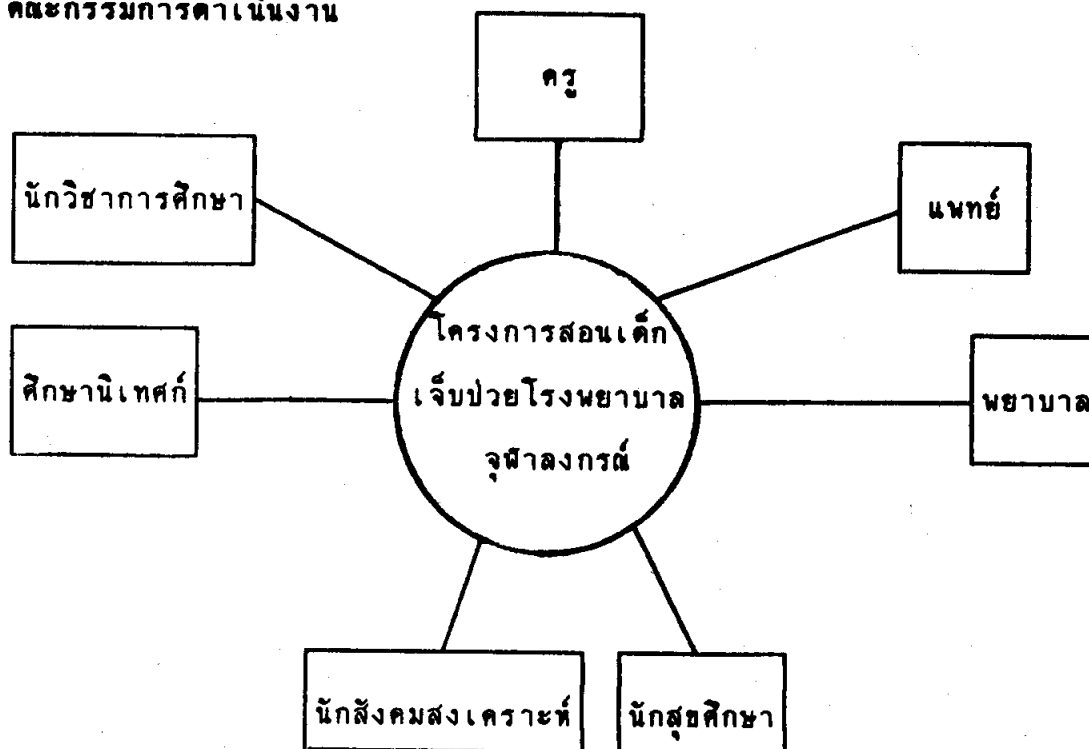 คณะกรรมการดำเนินงาน
ครู
นักวิชาการศึกษา
แพทย์
โครงการสอนเด็ก
เจ็บป่วยโรงพยาบาล
จุฬาลงกรณ์
ศึกษานิเทศก์
พยาบาล
นักสังคมสงเคราะห์
นักสุขศึกษา